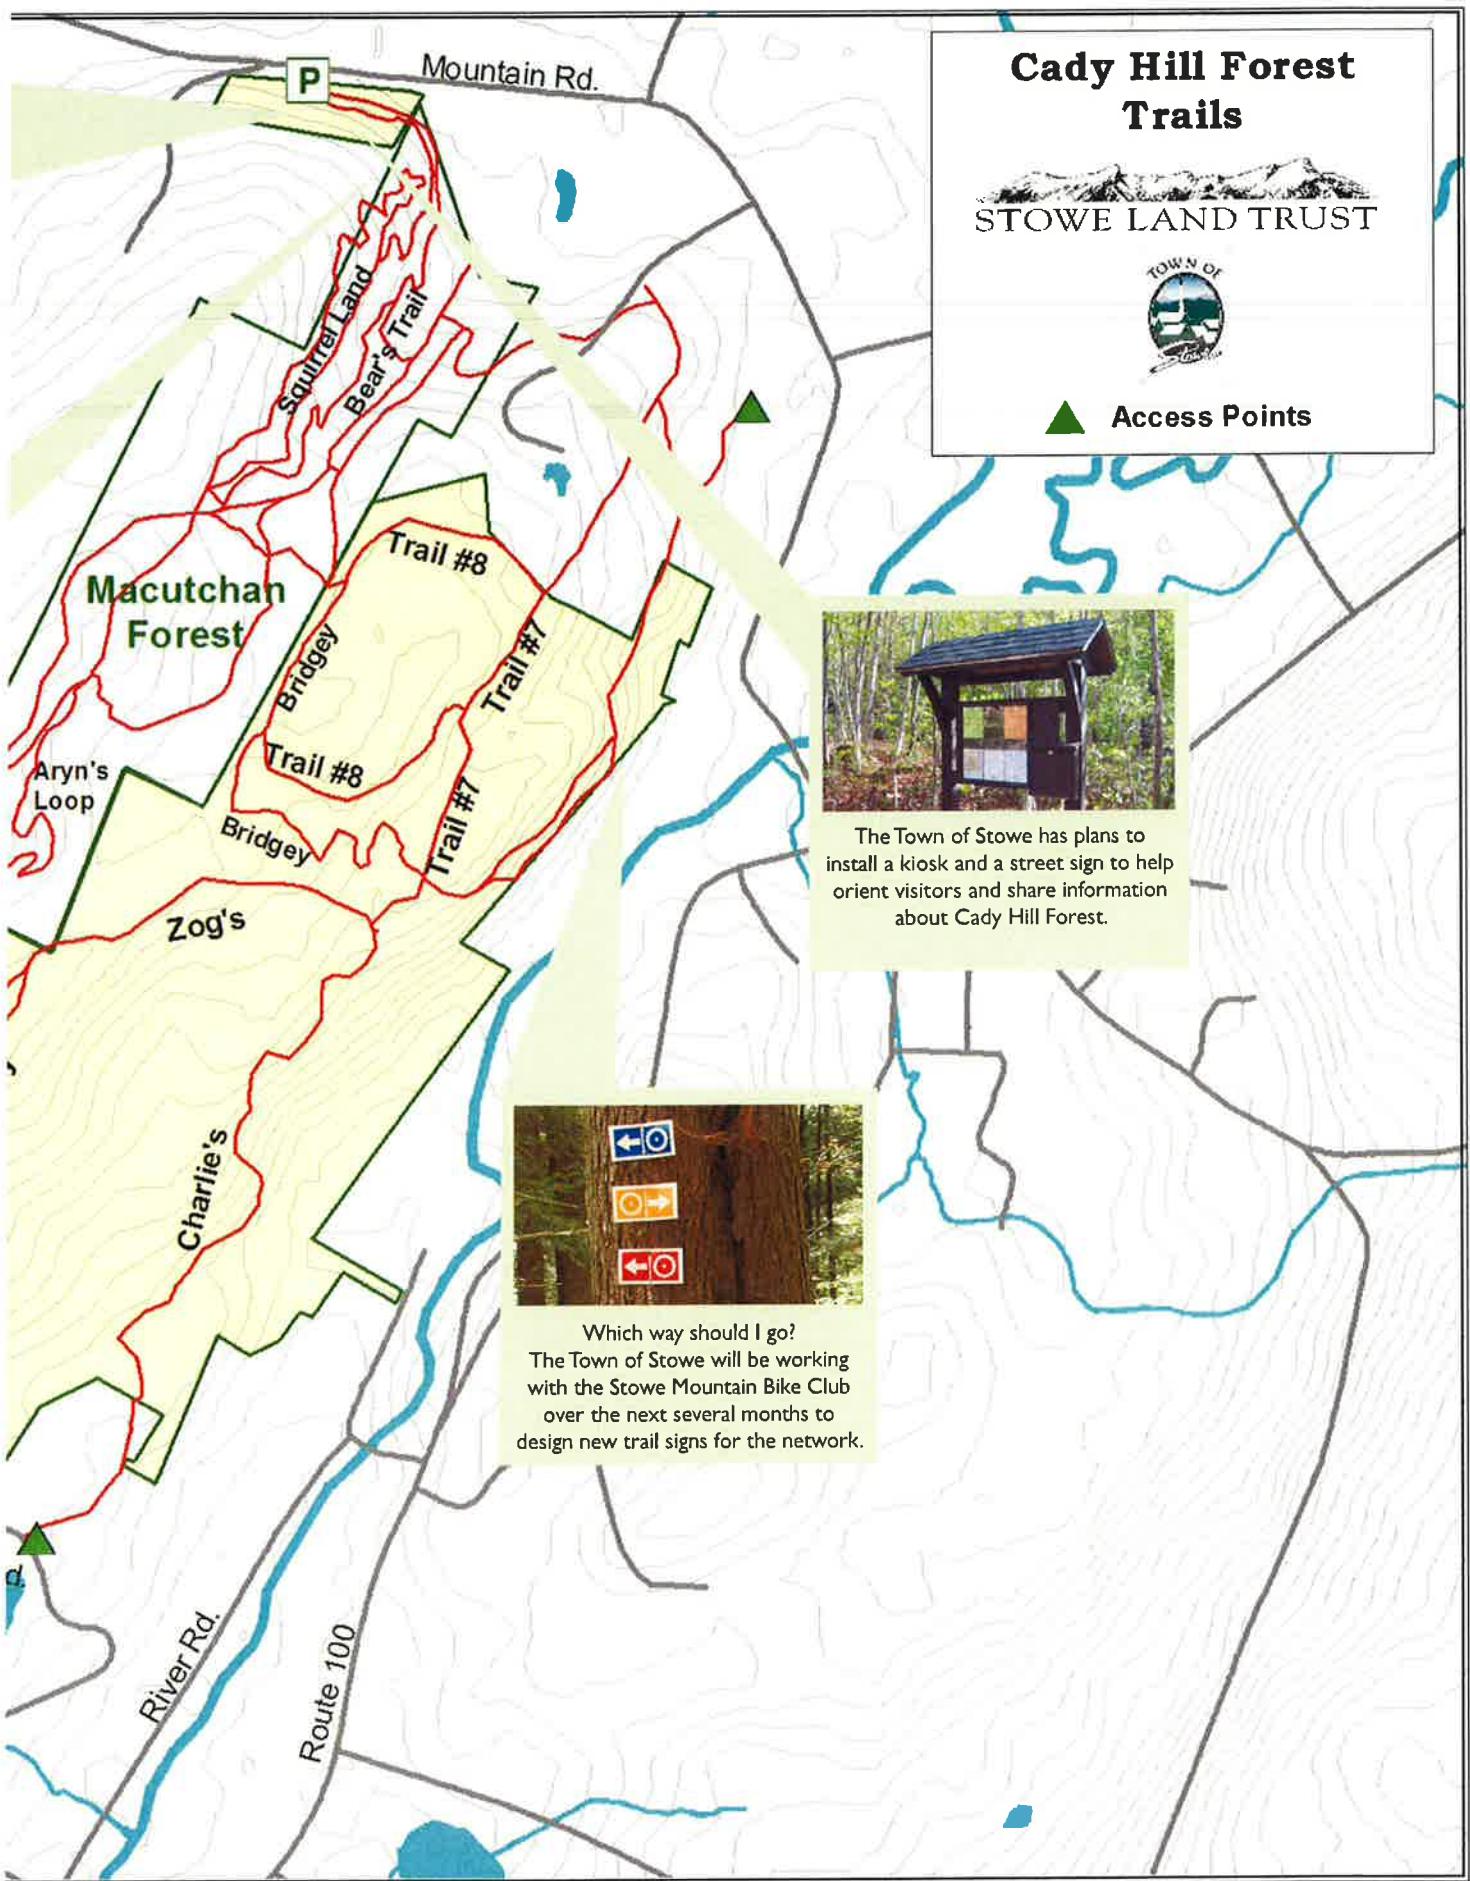 Cady Hill Forest
Trails
STOWE LAND TRUST
TOWN OF
Stowe
Access Points
P
Mountain Rd.
Squirrel Land
Bear's Trail
Trail #8
Macutchan
Forest
Bridgey
Trail #7
Aryn's
Loop
Trail #8
Bridgey
Trail #7
Zog's
Charlie's
The Town of Stowe has plans to
install a kiosk and a street sign to help
orient visitors and share information
about Cady Hill Forest.
Which way should I go?
The Town of Stowe will be working
with the Stowe Mountain Bike Club
over the next several months to
design new trail signs for the network.
d.
River Rd.
Route 100